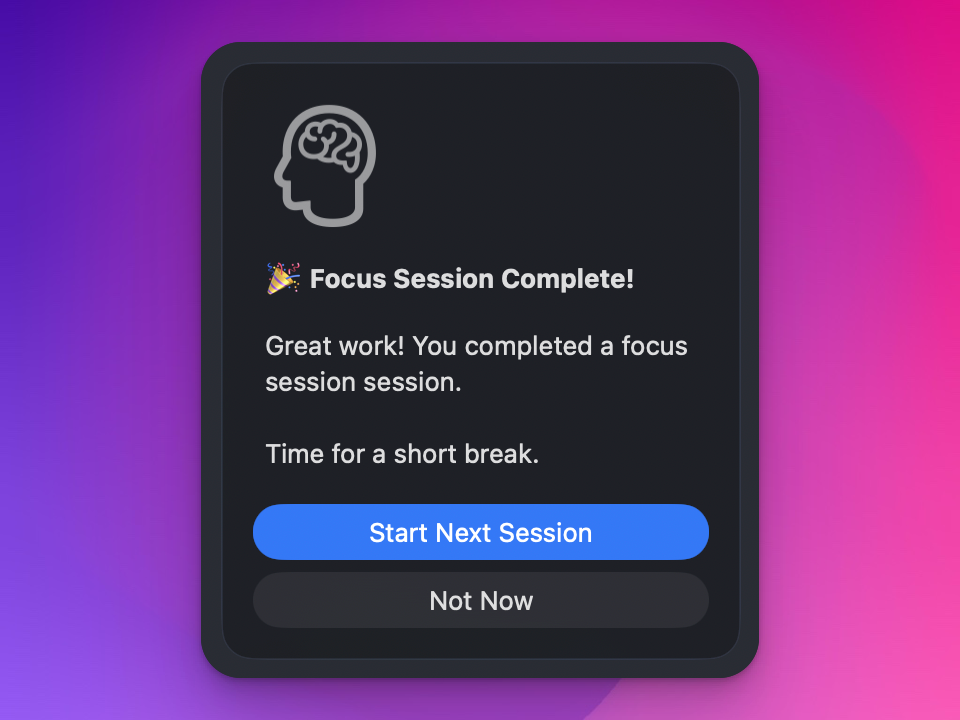 🎉 Focus Session Complete!
Great work! You completed a focus
session session.
Time for a short break.
Start Next Session
Not Now